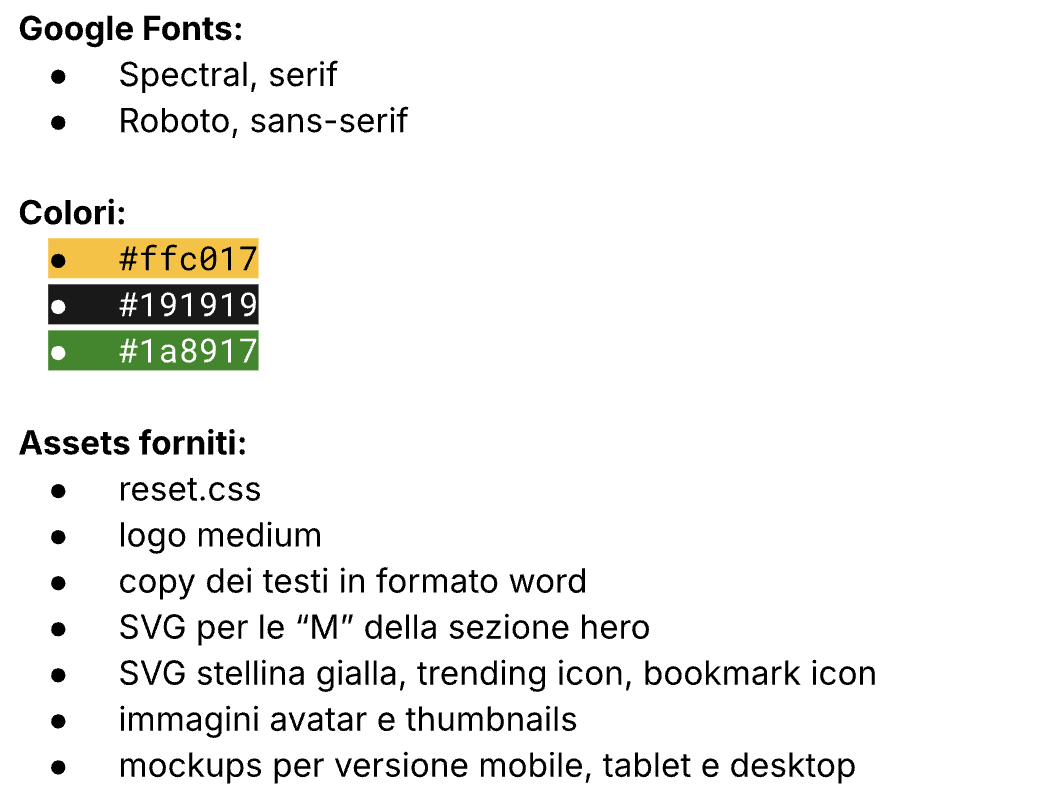 Google Fonts:
● Spectral, serif
● Roboto, sans-serif
Colori:
● #ffc017
● #191919
● #1a8917
Assets forniti:
● reset.css
● logo medium
● copy dei testi in formato word
● SVG per le “M” della sezione hero
● SVG stellina gialla, trending icon, bookmark icon
● immagini avatar e thumbnails
● mockups per versione mobile, tablet e desktop